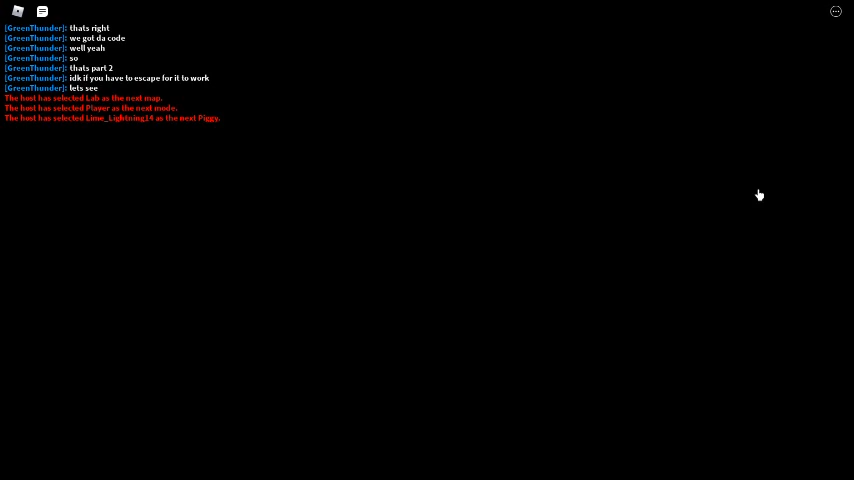 [GreenThunder]: thats right
[GreenThunder]: we got da code
[GreenThunder]: well yeah
[GreenThunder]: so
[GreenThunder]: thats part 2
[GreenThunder]: idk if you have to escape for it to work
[GreenThunder]: lets see
The host has selected Lab as the next map.
The host has selected Player as the next mode.
The host has selected Lime_Lightning14 as the next Piggy.